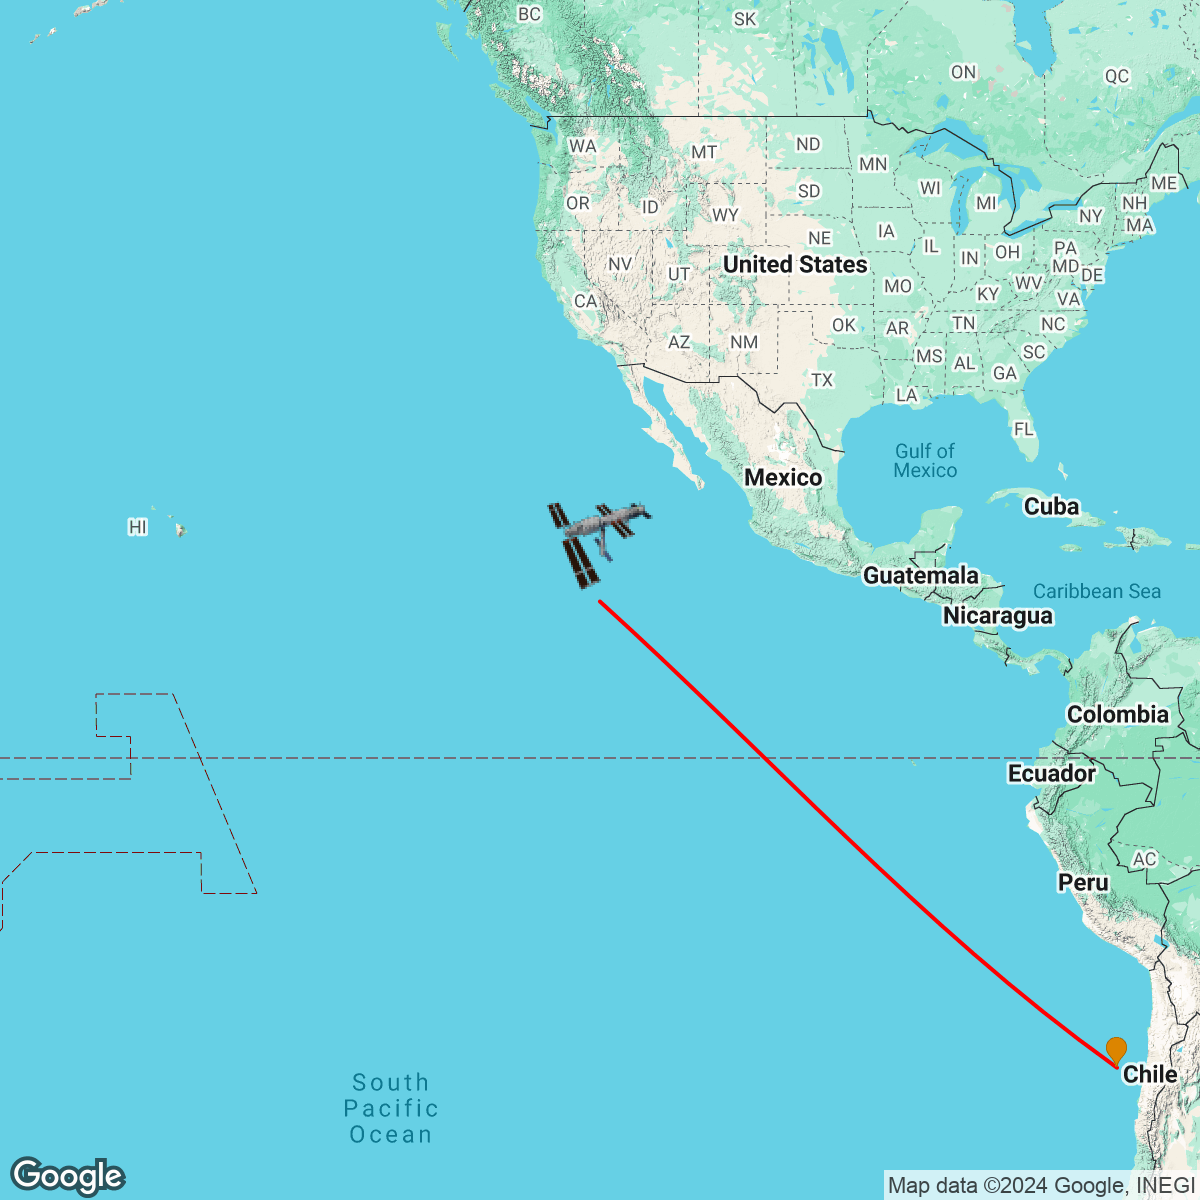 BC
SK
ON
QC
WA
MT
ND
MN
OR
ID
WY
SD
WI
MI
NY
NH
ME
MA
NV
UT
United States
NE
IA
IL
IN
OH
PA
MD
DE
WV
VA
CA
AZ
NM
OK
MO
KY
AR
TN
NC
SC
MS
AL
GA
TX
LA
FL
Gulf of
Mexico
Mexico
Cuba
HI
Guatemala
Caribbean Sea
Nicaragua
Colombia
Ecuador
AC
Peru
Chile
South
Pacific
Ocean
Google
Map data ©2024 Google, INEGI